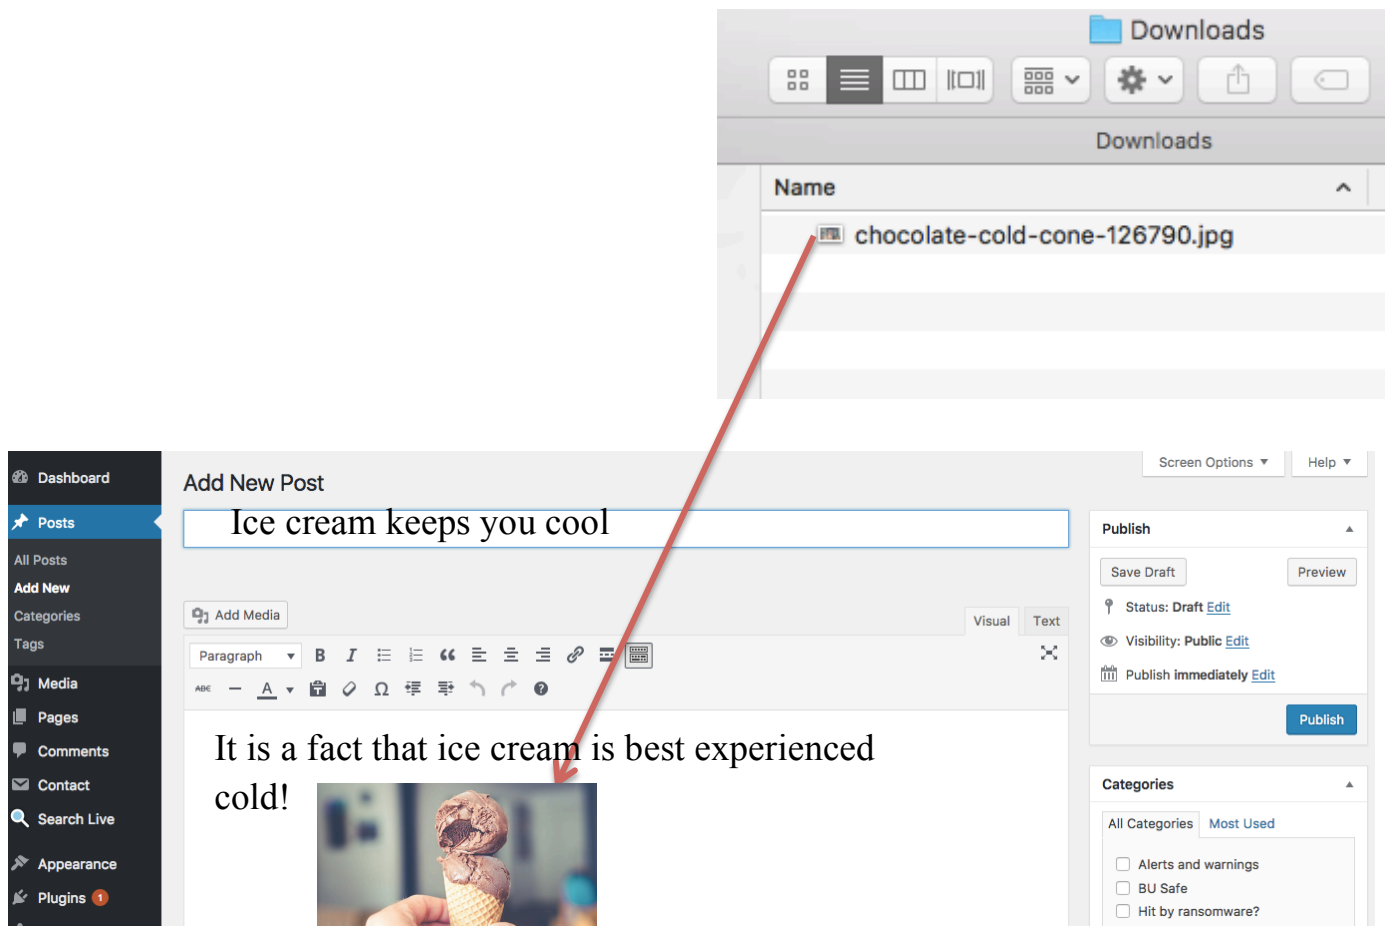 Downloads
Downloads
Name
chocolate-cold-cone-126790.jpg
Screen Options
Help
Dashboard
Posts
All Posts
Add New
Categories
Tags
Media
Pages
Comments
Contact
Search Live
Appearance
Plugins 1
Add New Post
Ice cream keeps you cool
Add Media
Visual Text
Paragraph B I
ABE A Ω
It is a fact that ice cream is best experienced
cold!
Publish
Save Draft Preview
Status: Draft Edit
Visibility: Public Edit
Publish immediately Edit
Publish
Categories
All Categories Most Used
Alerts and warnings
BU Safe
Hit by ransomware?